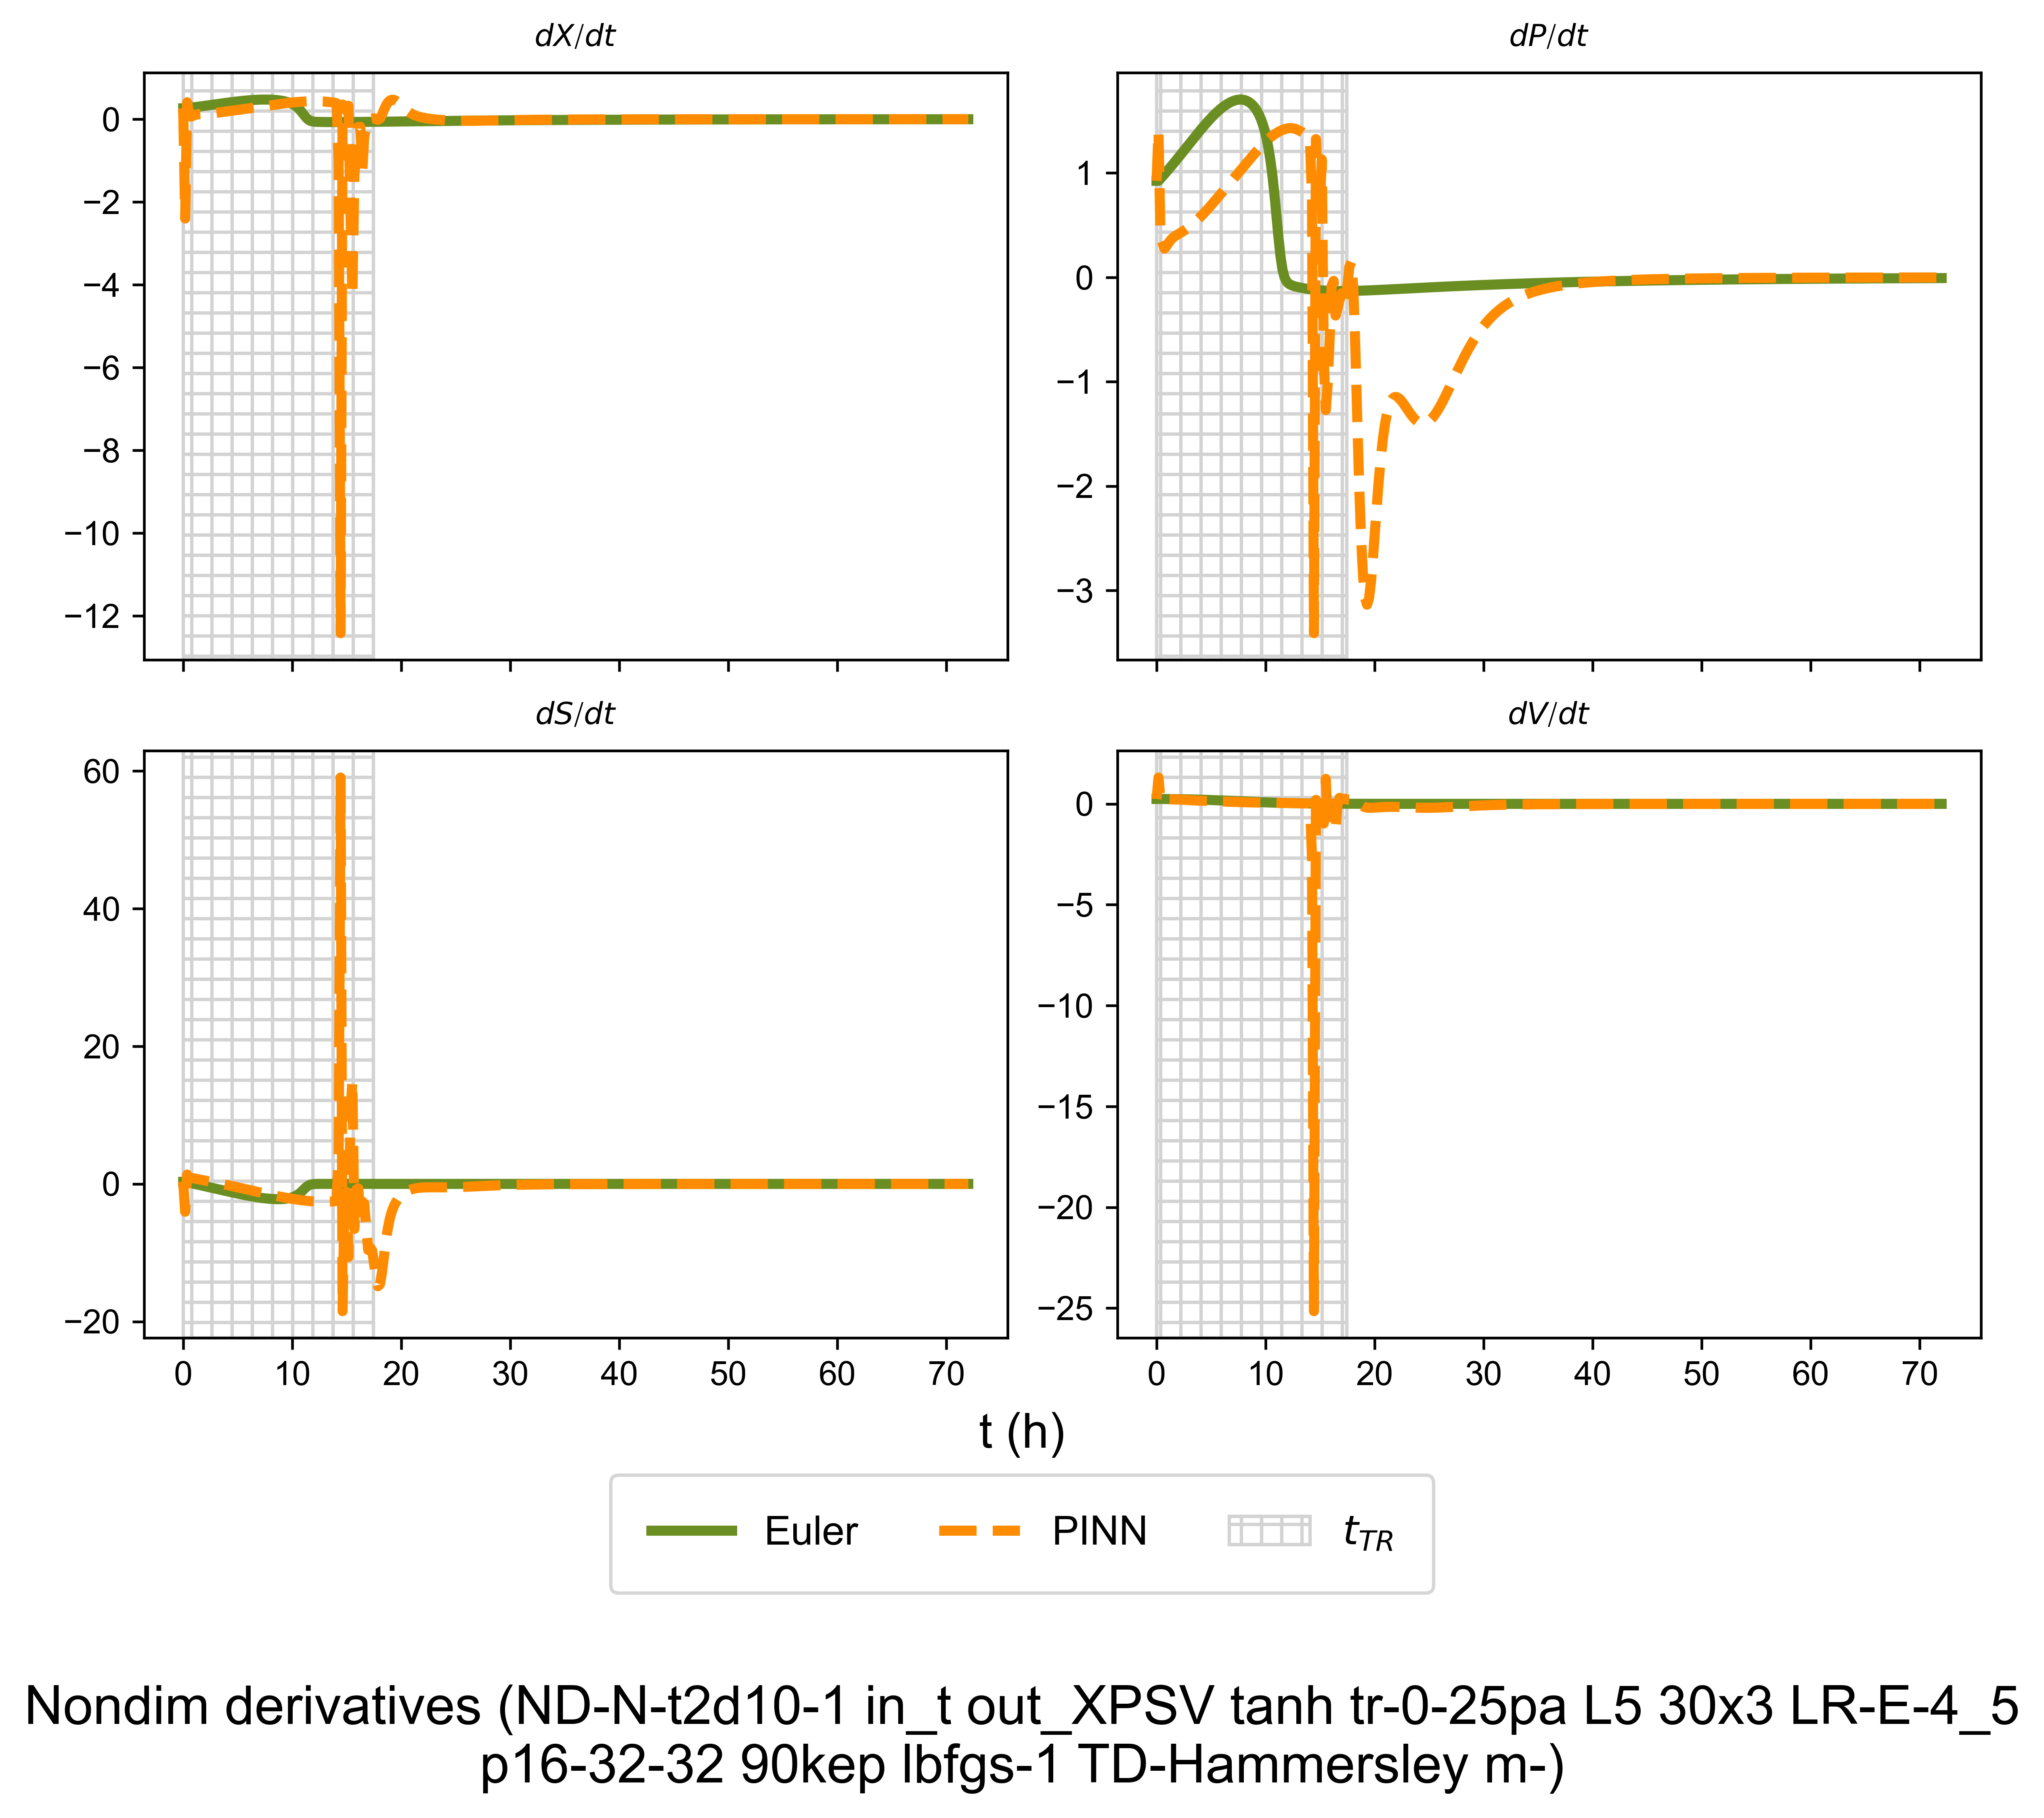 dX/dt
dP/dt
0
−2
−4
−6
−8
−10
−12
1
0
−1
−2
−3
dS/dt
dV/dt
60
40
20
0
−20
0
−5
−10
−15
−20
−25
0 10 20 30 40 50 60 70
0 10 20 30 40 50 60 70
t (h)
Euler PINN t_TR
Nondim derivatives (ND-N-t2d10-1 in_t out_XPSV tanh tr-0-25pa L5 30x3 LR-E-4_5
p16-32-32 90kep lbfgs-1 TD-Hammersley m-)